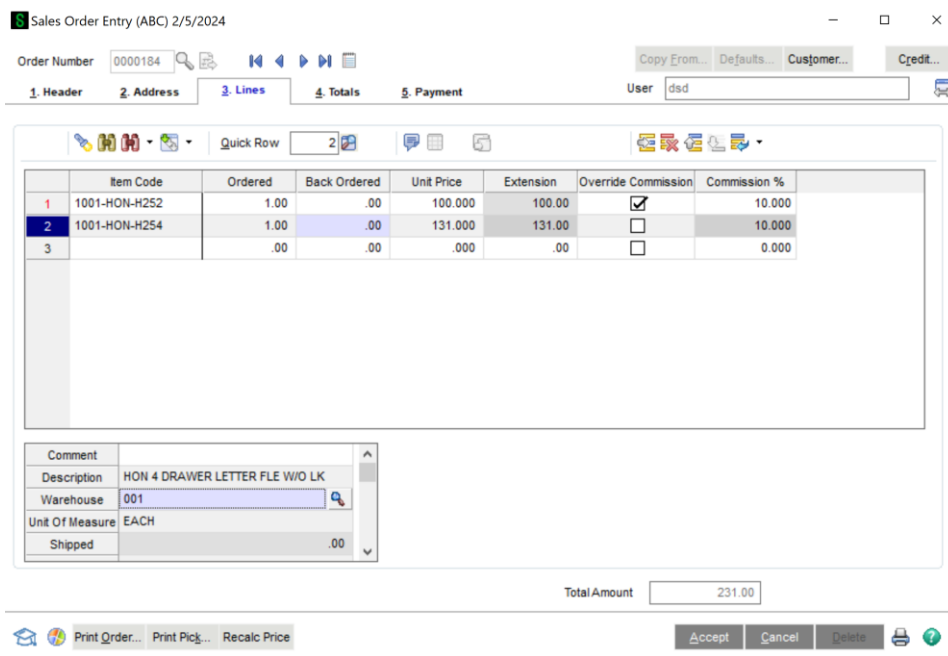 S Sales Order Entry (ABC) 2/5/2024
Order Number 0000184 Copy From... Defaults... Customer... Credit...
1. Header 2. Address 3. Lines 4. Totals 5. Payment User dsd
Quick Row 2
Item Code Ordered Back Ordered Unit Price Extension Override Commission Commission %
1 1001-HON-H252 1.00 .00 100.000 100.00 10.000
2 1001-HON-H254 1.00 .00 131.000 131.00 10.000
3 .00 .00 .000 .00 0.000
Comment
Description HON 4 DRAWER LETTER FLE W/O LK
Warehouse 001
Unit Of Measure EACH
Shipped .00
Total Amount 231.00
Print Order... Print Pick... Recalc Price Accept Cancel Delete ?